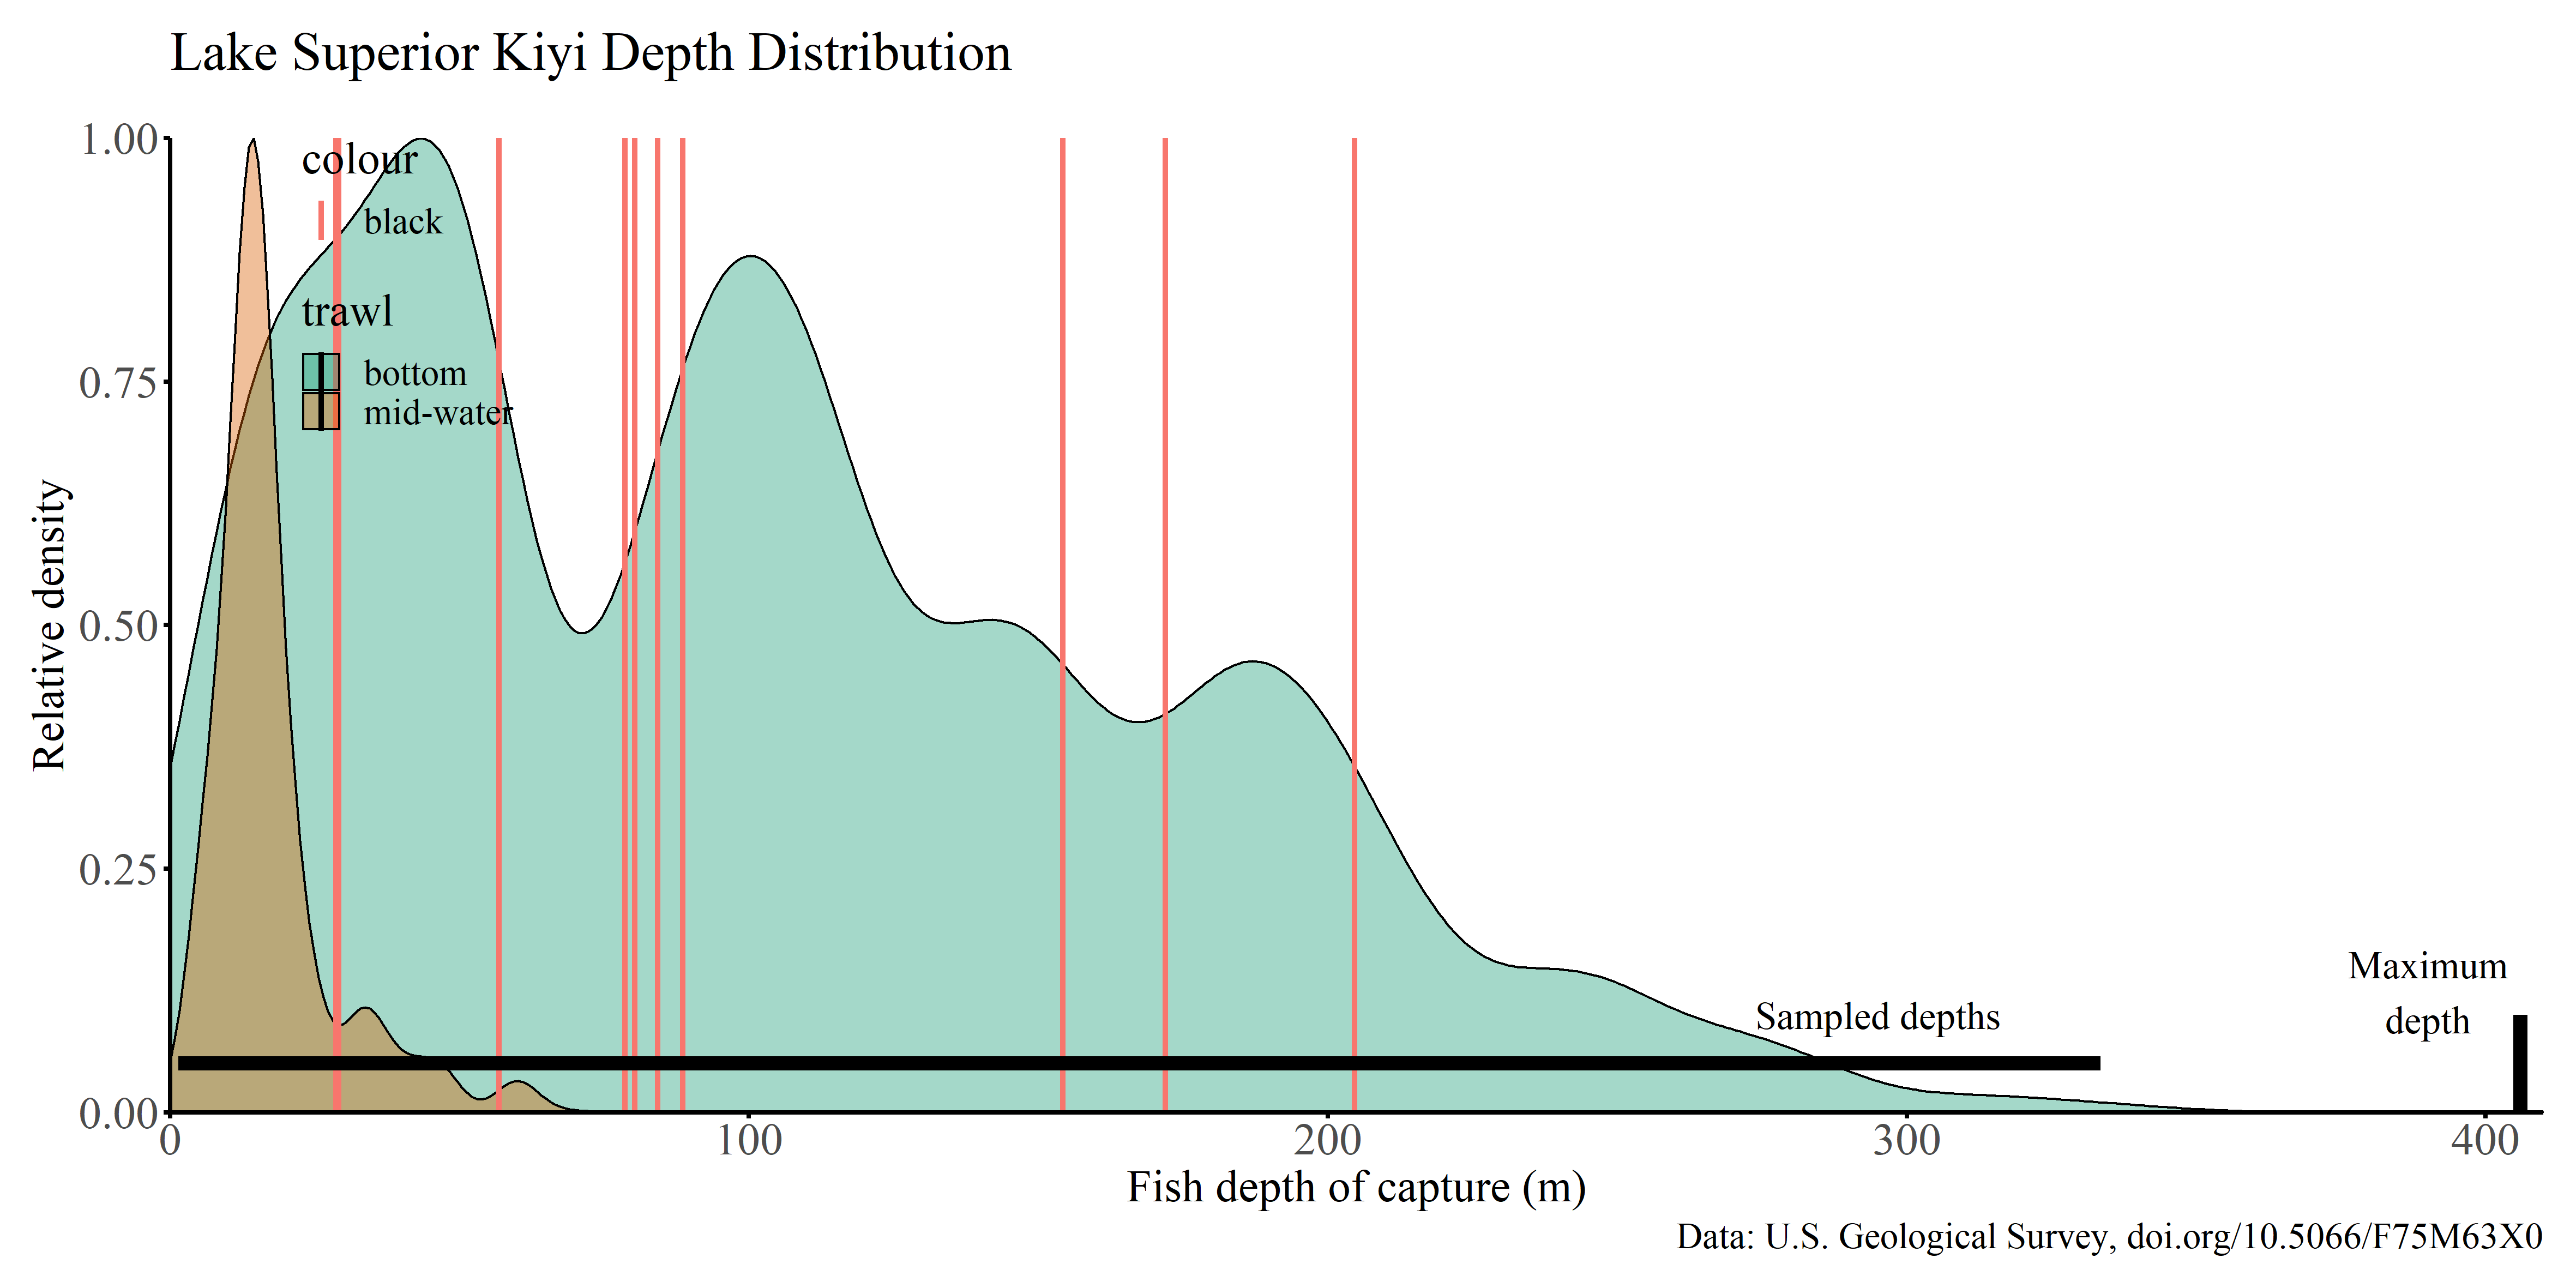 Lake Superior Kiyi Depth Distribution
1.00
0.75
0.50
0.25
0.00
Relative density
colour
black
trawl
bottom
mid-water
Sampled depths
Maximum
depth
0
100
200
300
400
Fish depth of capture (m)
Data: U.S. Geological Survey, doi.org/10.5066/F75M63X0